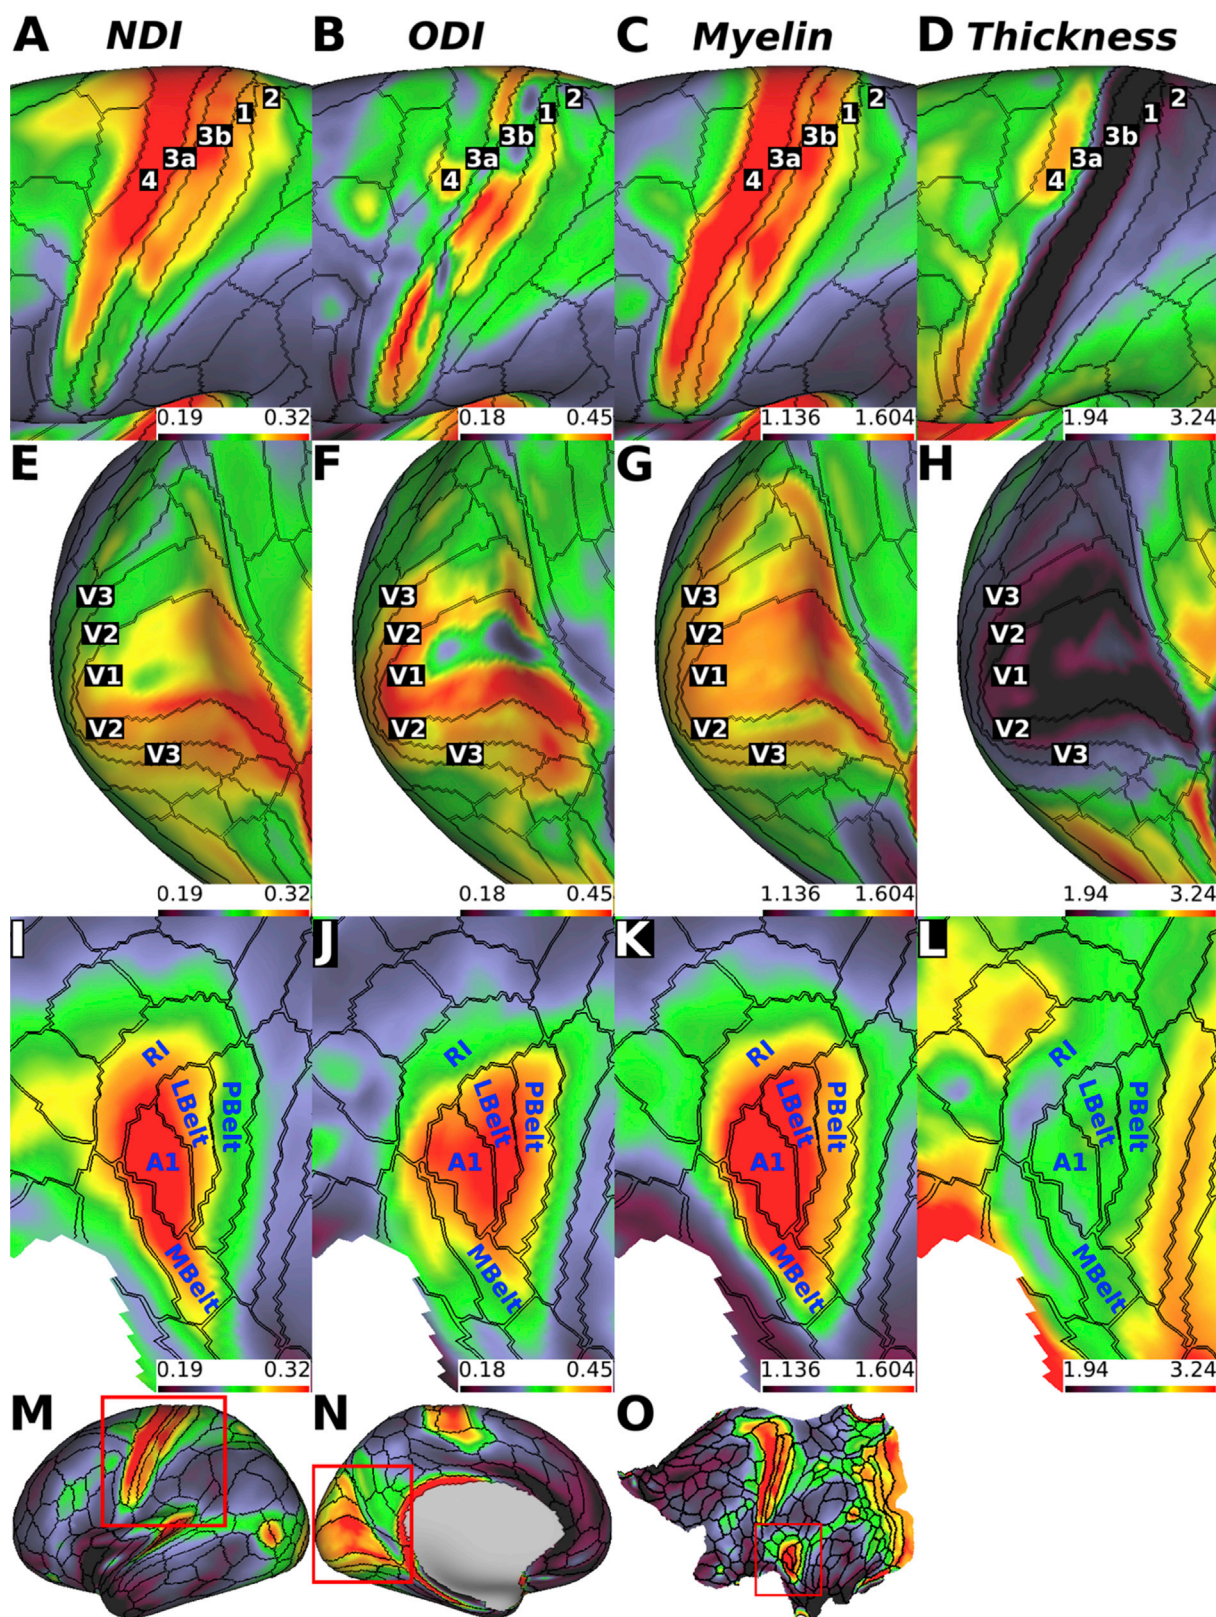 A NDI B ODI C Myelin D Thickness
2 2 2 2
1 1 1 1
3b 3b 3b 3b
3a 3a 3a 3a
4 4 4 4
0.19 0.32 0.18 0.45 1.136 1.604 1.94 3.24
E F G H
V3 V3 V3 V3
V2 V2 V2 V2
V1 V1 V1 V1
V2 V2 V2 V2
V3 V3 V3 V3
0.19 0.32 0.18 0.45 1.136 1.604 1.94 3.24
I J K L
RI RI RI RI
LBelt PBelt LBelt PBelt LBelt PBelt LBelt PBelt
A1 A1 A1 A1
MBelt MBelt MBelt MBelt
0.19 0.32 0.18 0.45 1.136 1.604 1.94 3.24
M N O